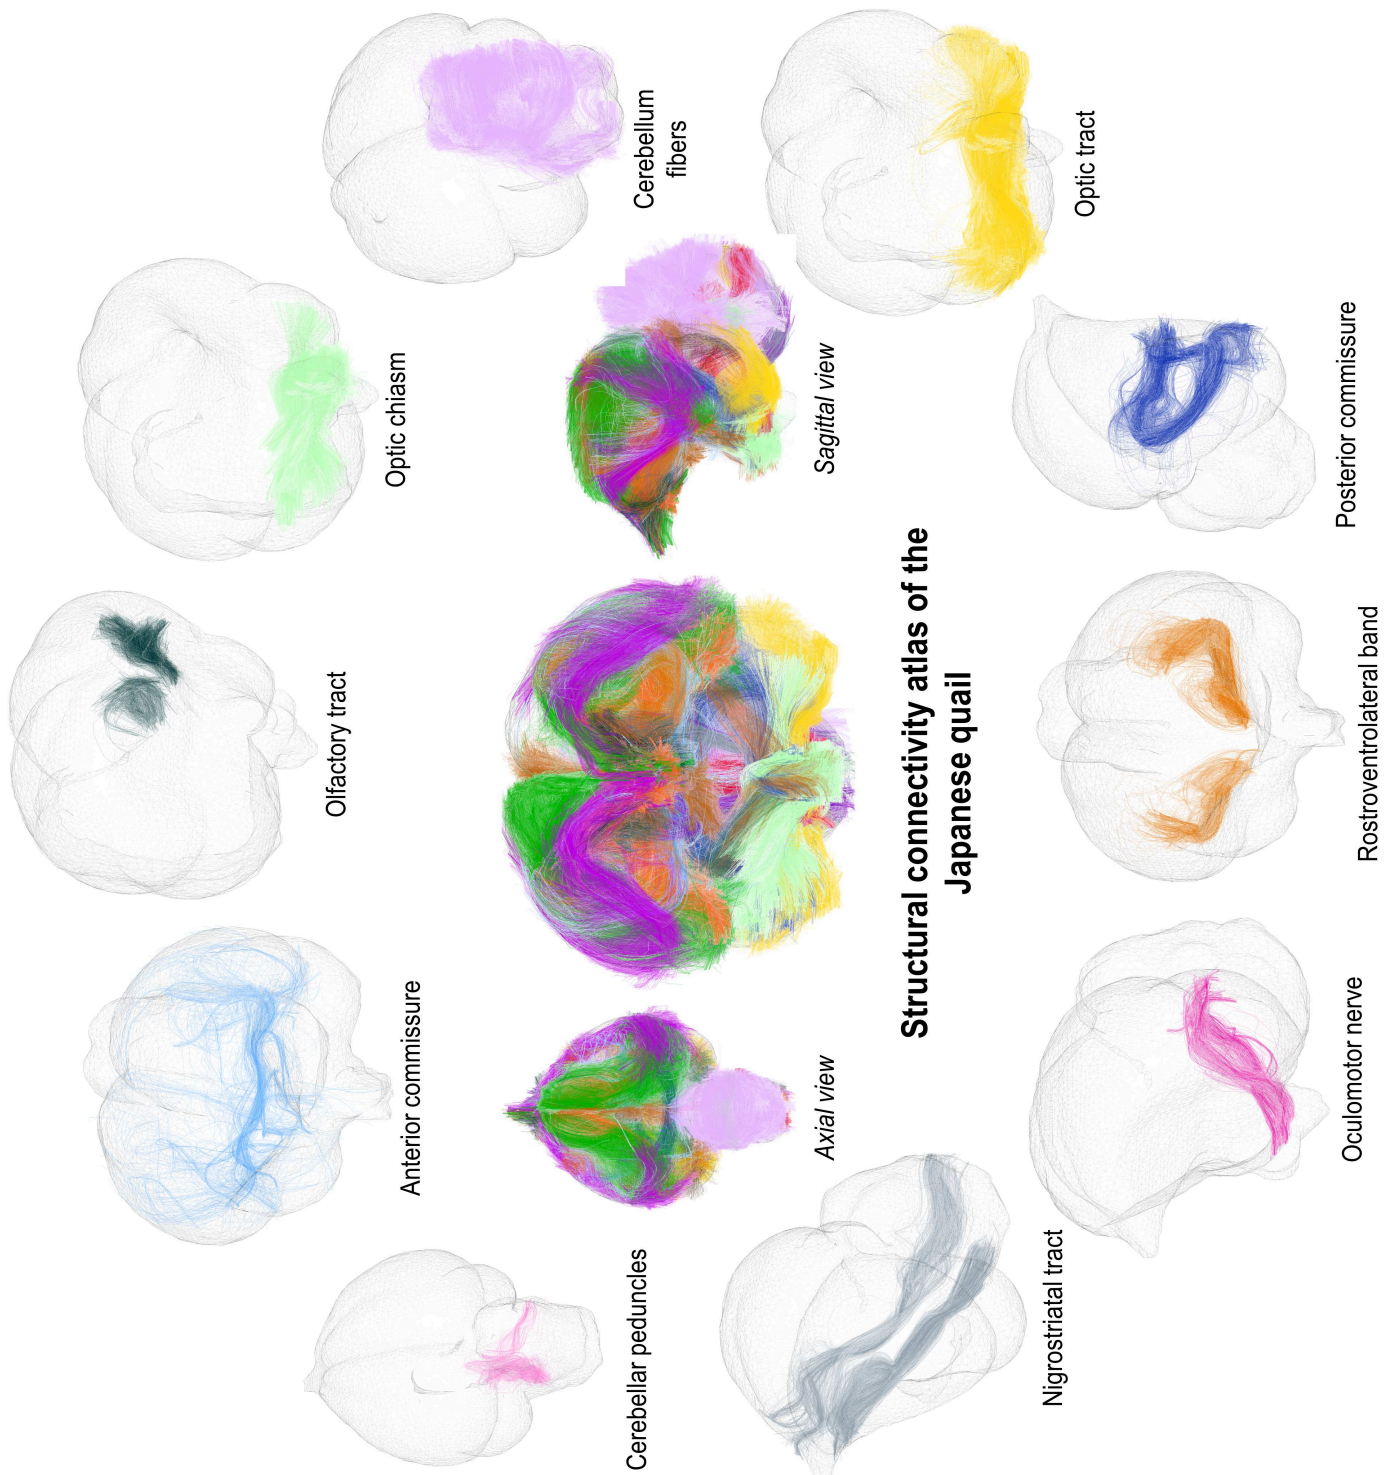 Anterior commissure
Olfactory tract
Optic chiasm
Cerebellar peduncles
Cerebellum
fibers
Axial view
Sagittal view
Structural connectivity atlas of the
Japanese quail
Nigrostriatal tract
Optic tract
Oculomotor nerve
Rostroventrolateral band
Posterior commissure